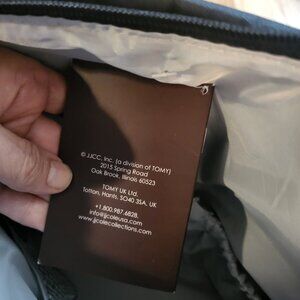 © JJCC, Inc. (a division of TOMY)
2015 Spring Road
Oak Brook, Illinois 60523
TOMY UK Ltd.
Totton, Hants, SO40 3SA, UK
+1.800.987.6828.
info@jjcoleusa.com
www.jjcolecollections.com